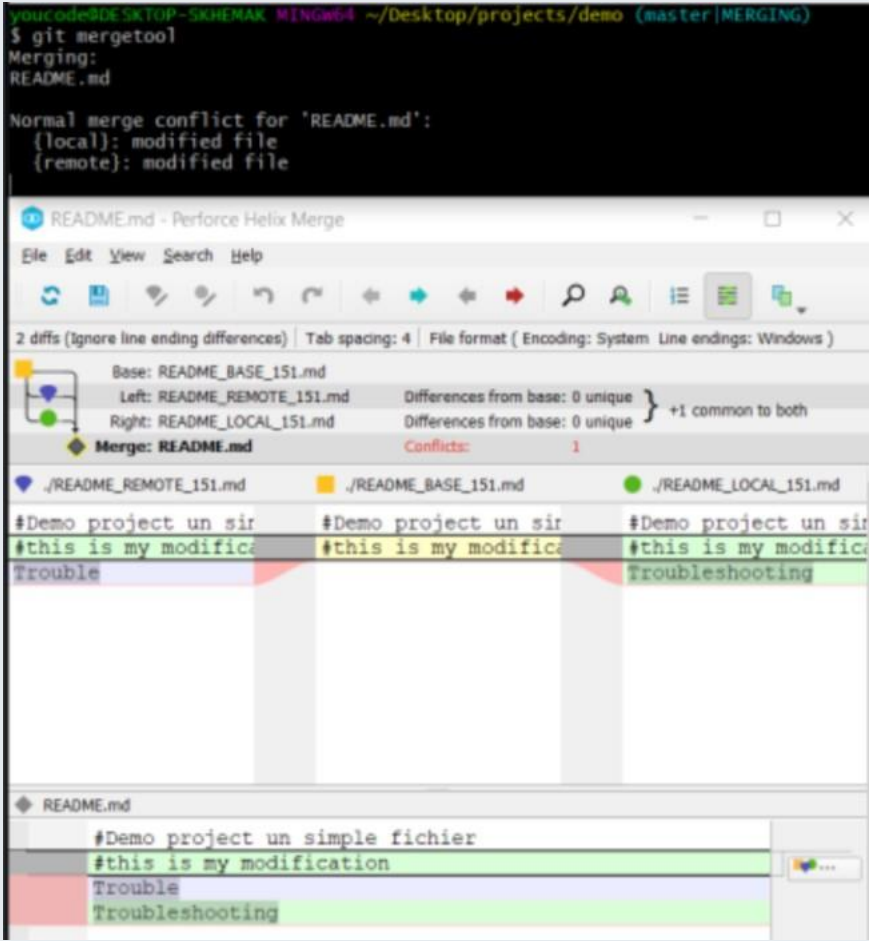 youcode@DESKTOP-SKHEMAK MINGW64 ~/Desktop/projects/demo (master|MERGING)
$ git mergetool
Merging:
README.md
Normal merge conflict for 'README.md':
{local}: modified file
{remote}: modified file
README.md - Perforce Helix Merge
File Edit View Search Help
2 diffs (Ignore line ending differences) Tab spacing: 4 File format ( Encoding: System Line endings: Windows )
Base: README_BASE_151.md
Left: README_REMOTE_151.md Differences from base: 0 unique
+1 common to both
Right: README_LOCAL_151.md Differences from base: 0 unique
Merge: README.md Conflicts: 1
./README_REMOTE_151.md ./README_BASE_151.md ./README_LOCAL_151.md
#Demo project un sir #Demo project un sir #Demo project un sir
#this is my modifica #this is my modifica #this is my modifica
Trouble Troubleshooting
README.md
#Demo project un simple fichier
#this is my modification
Trouble
Troubleshooting